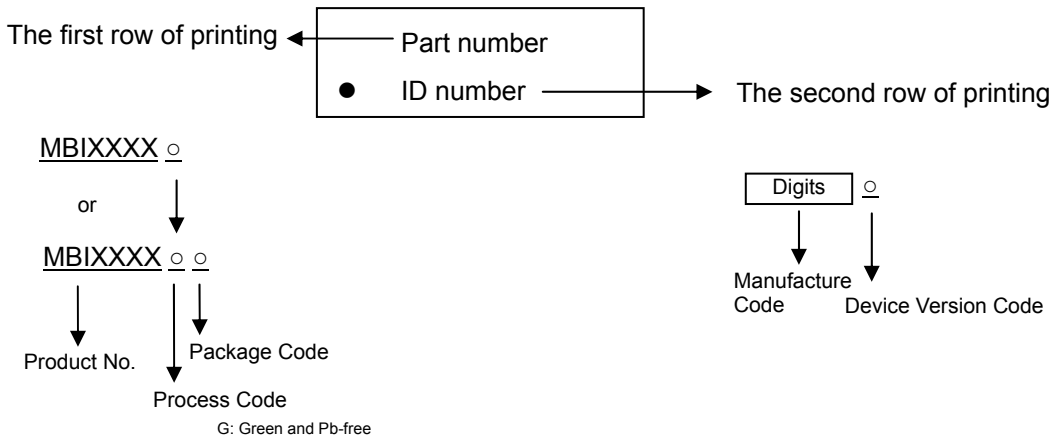 The first row of printing
Part number
● ID number
The second row of printing
MBIXXXX ○
or
MBIXXXX ○ ○
Product No.
Package Code
Process Code
G: Green and Pb-free
Digits ○
Manufacture
Code
Device Version Code